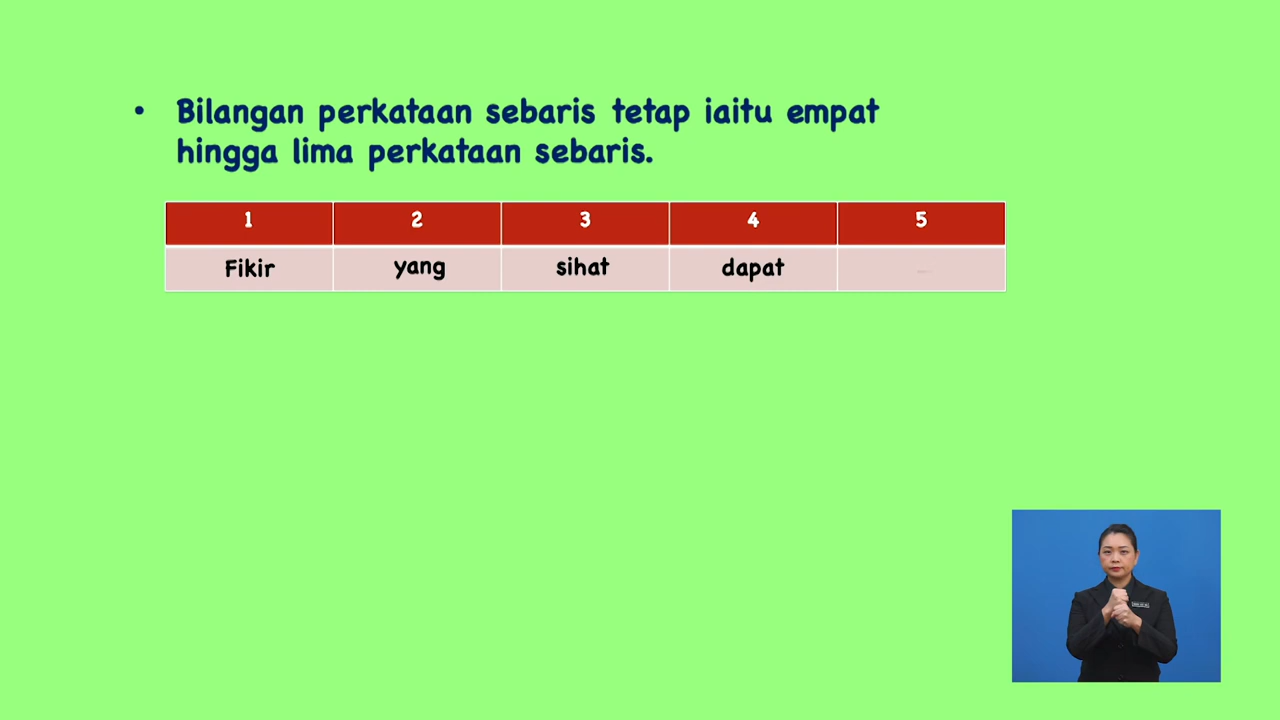 • Bilangan perkataan sebaris tetap iaitu empat
hingga lima perkataan sebaris.
1 2 3 4 5
Fikir yang sihat dapat